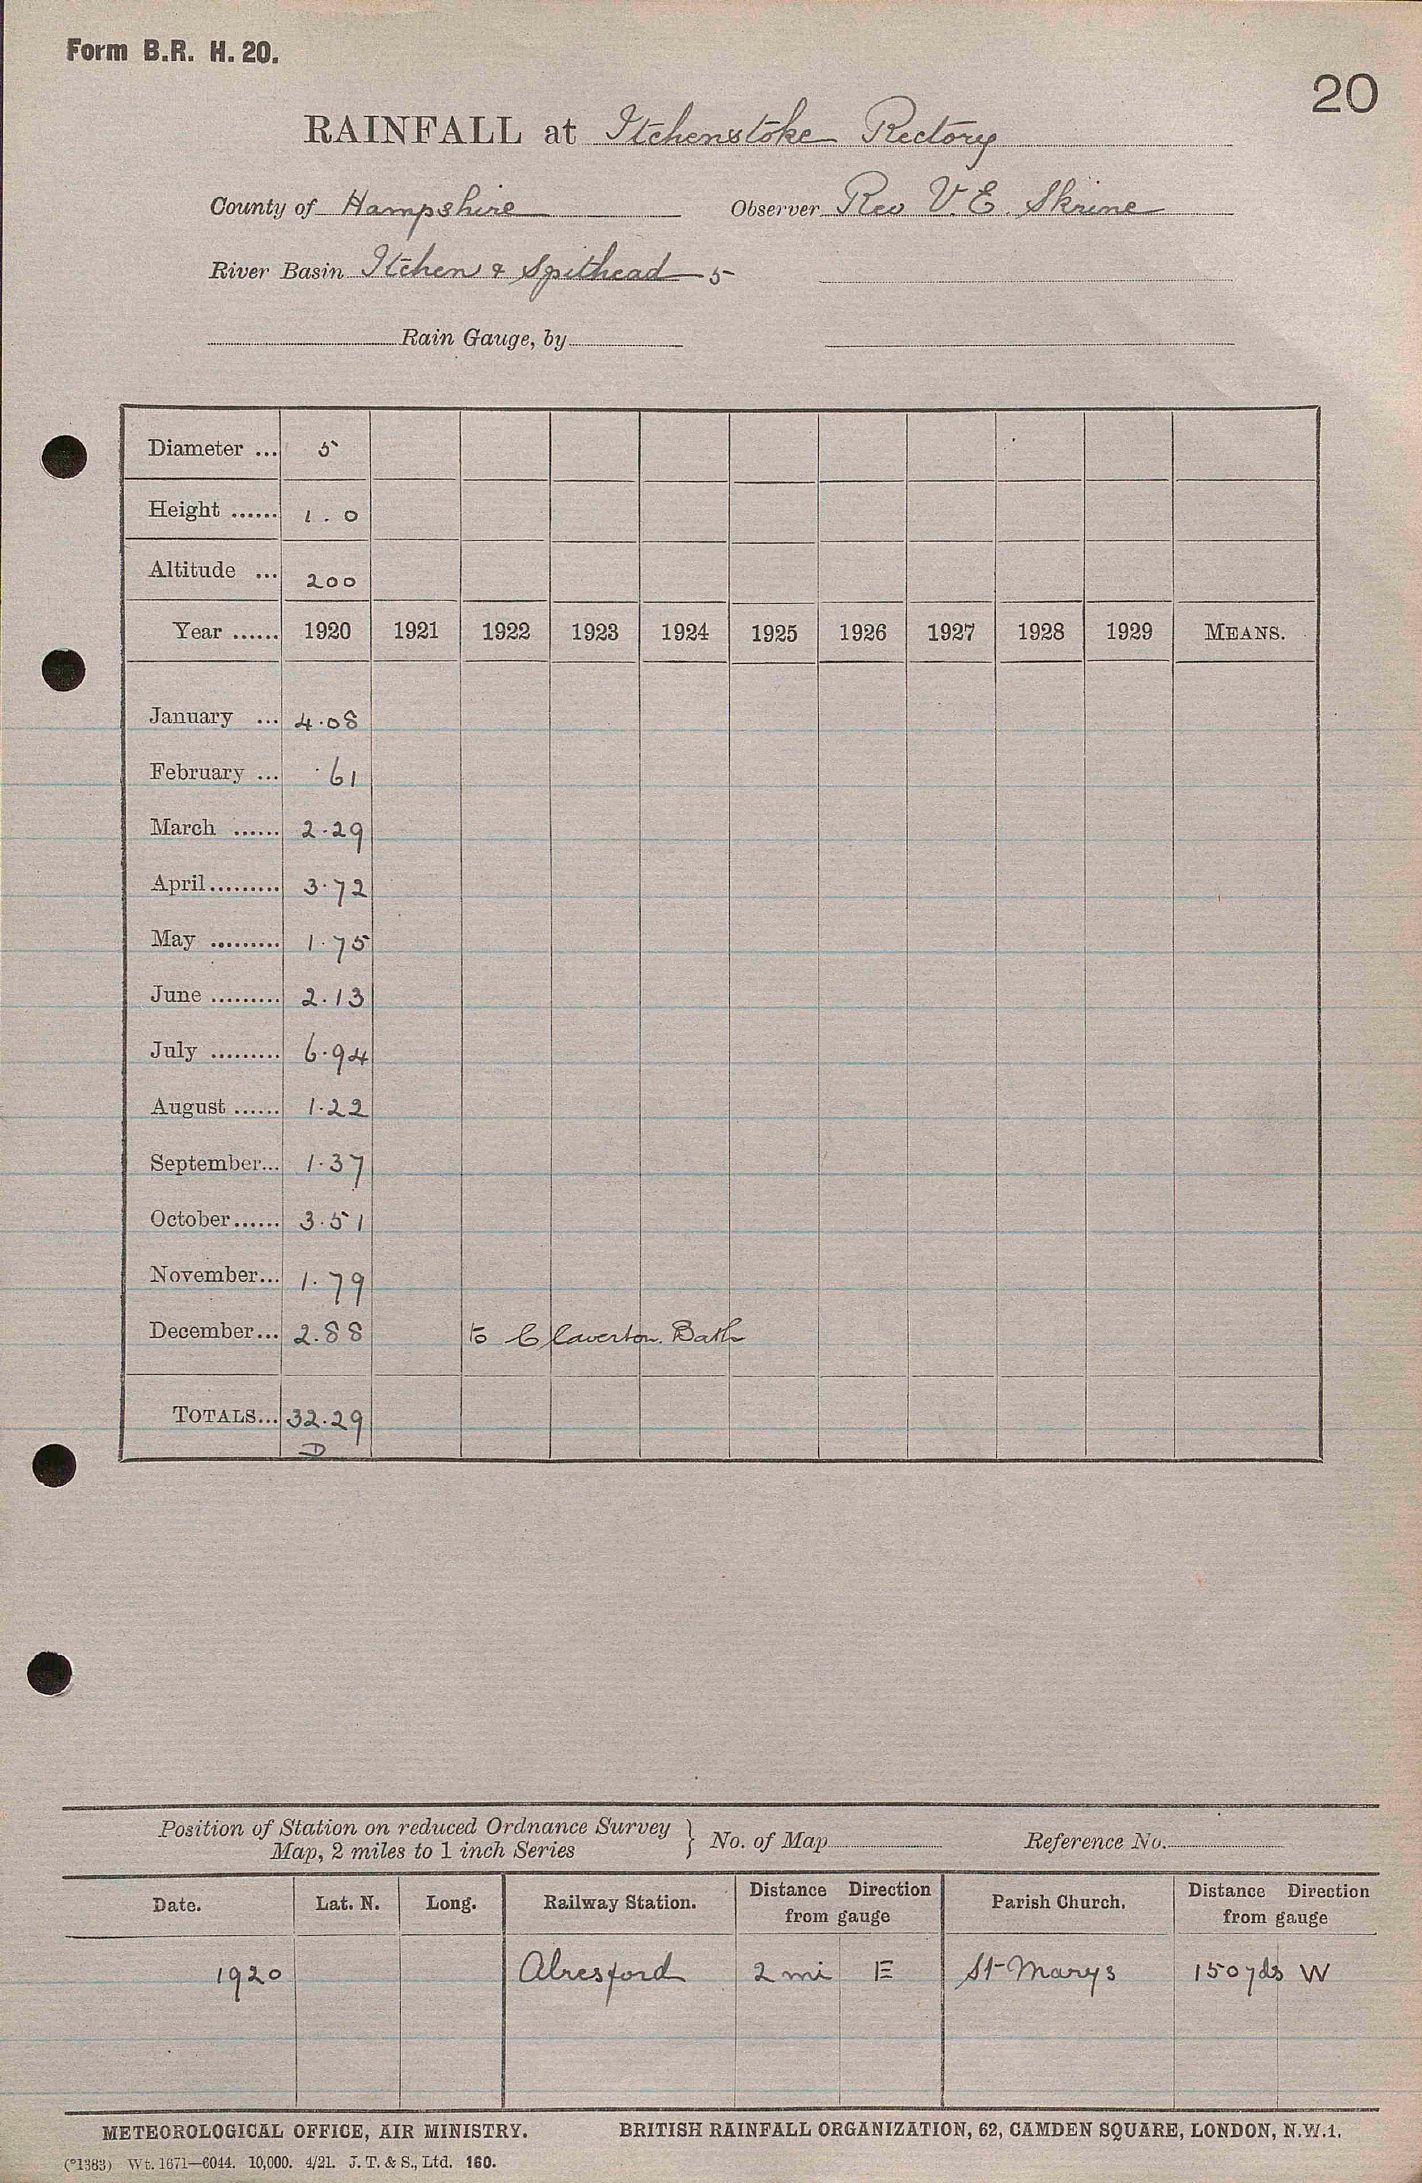 Form B.R. H. 20.
20
RAINFALL at Itchenstoke Rectory
County of Hampshire Observer Rev V. E. Skrine
River Basin Itchen & Spithead 5
Rain Gauge, by
Diameter ... 5
Height ...... 1.0
Altitude ... 200
Year ...... 1920 1921 1922 1923 1924 1925 1926 1927 1928 1929 MEANS.
January ... 4.08
February ... .61
March ...... 2.29
April......... 3.72
May ......... 1.75
June ......... 2.13
July ......... 6.94
August ...... 1.22
September... 1.37
October...... 3.51
November... 1.79
December... 2.88 to Claverton. Bath
TOTALS... 32.29
D
Position of Station on reduced Ordnance Survey
Map, 2 miles to 1 inch Series } No. of Map Reference No.
Date. Lat. N. Long. Railway Station. Distance Direction from gauge Parish Church. Distance Direction from gauge
1920 Alresford 2 mi E St Marys 150 yds W
METEOROLOGICAL OFFICE, AIR MINISTRY. BRITISH RAINFALL ORGANIZATION, 62, CAMDEN SQUARE, LONDON, N.W.1.
(*1383) Wt. 1671—6044. 10,000. 4/21. J. T. & S., Ltd. 160.